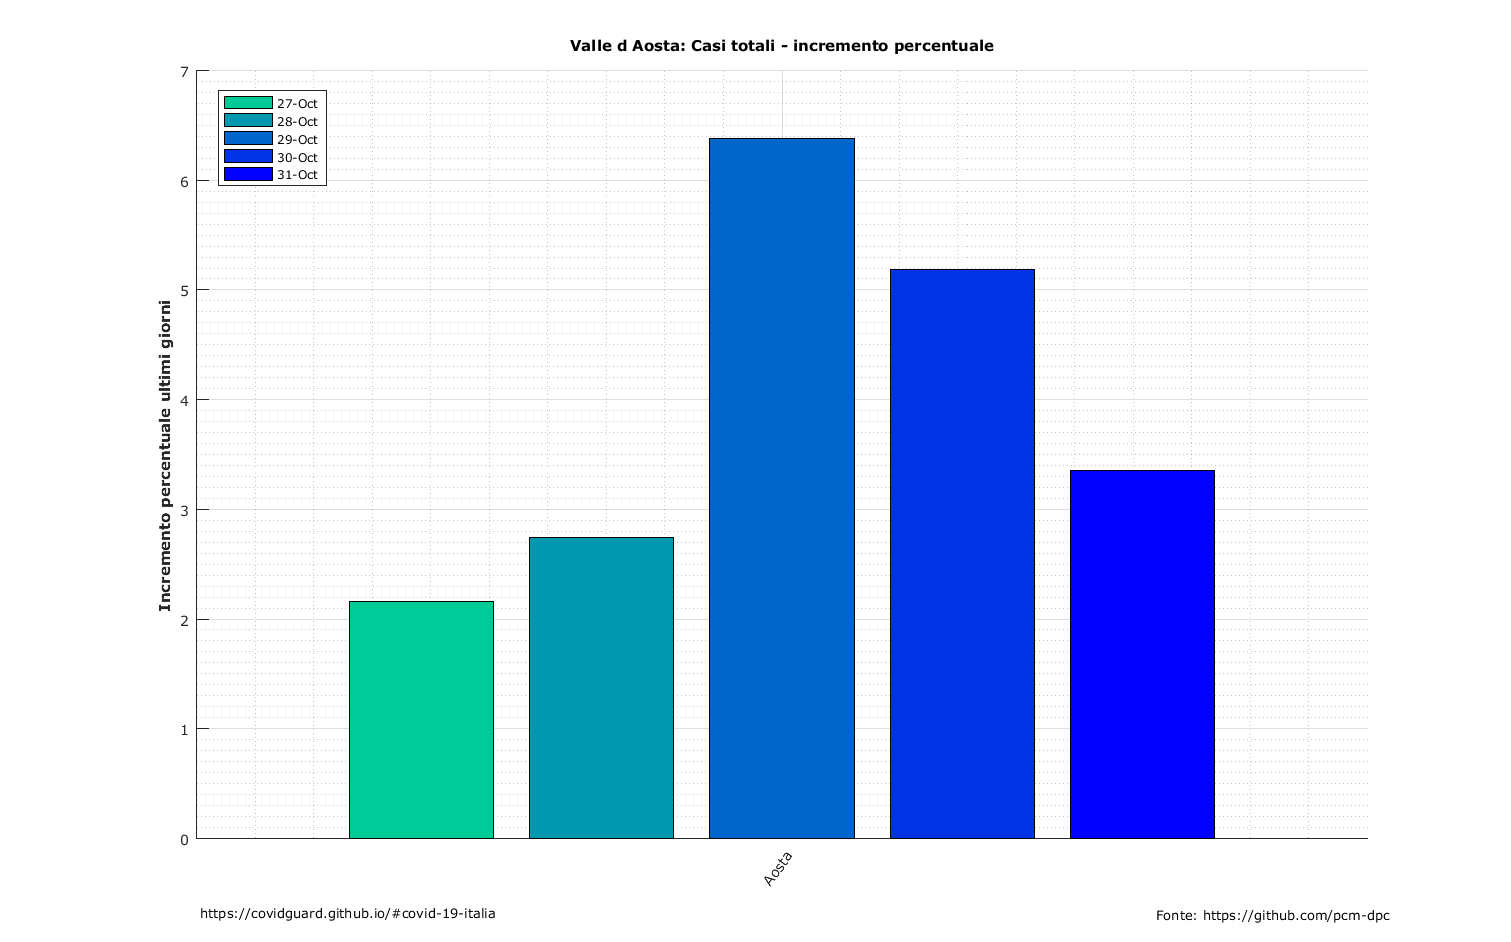 Valle d Aosta: Casi totali - incremento percentuale
7
6
5
4
3
2
1
0
Incremento percentuale ultimi giorni
27-Oct
28-Oct
29-Oct
30-Oct
31-Oct
Aosta
https://covidguard.github.io/#covid-19-italia
Fonte: https://github.com/pcm-dpc